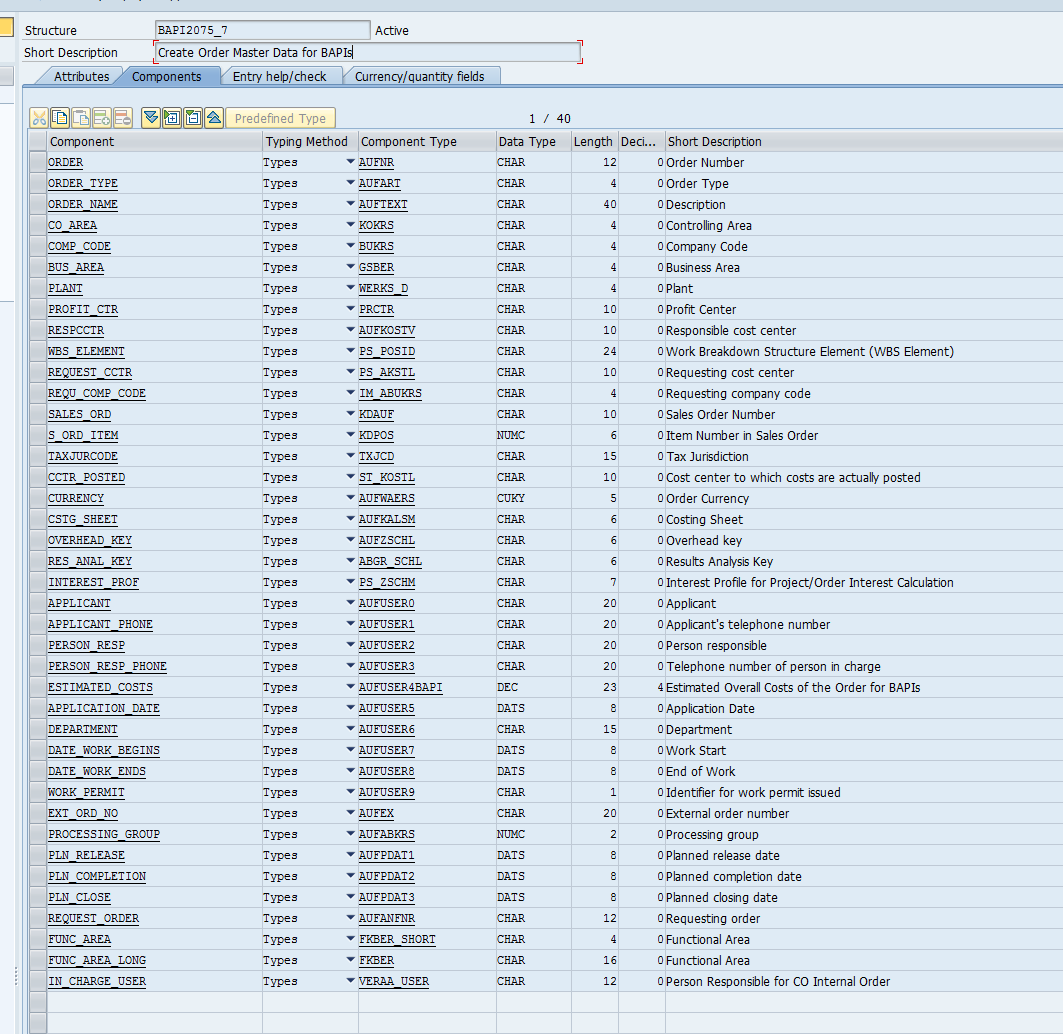 Structure BAPI2075_7 Active
Short Description Create Order Master Data for BAPIs
Attributes Components Entry help/check Currency/quantity fields
Predefined Type 1 / 40
Component Typing Method Component Type Data Type Length Deci... Short Description
ORDER Types AUFNR CHAR 12 0 Order Number
ORDER_TYPE Types AUFART CHAR 4 0 Order Type
ORDER_NAME Types AUFTEXT CHAR 40 0 Description
CO_AREA Types KOKRS CHAR 4 0 Controlling Area
COMP_CODE Types BUKRS CHAR 4 0 Company Code
BUS_AREA Types GSBER CHAR 4 0 Business Area
PLANT Types WERKS_D CHAR 4 0 Plant
PROFIT_CTR Types PRCTR CHAR 10 0 Profit Center
RESPCCTR Types AUFKOSTV CHAR 10 0 Responsible cost center
WBS_ELEMENT Types PS_POSID CHAR 24 0 Work Breakdown Structure Element (WBS Element)
REQUEST_CCTR Types PS_AKSTL CHAR 10 0 Requesting cost center
REQU_COMP_CODE Types IM_ABUKRS CHAR 4 0 Requesting company code
SALES_ORD Types KDAUF CHAR 10 0 Sales Order Number
S_ORD_ITEM Types KDPOS NUMC 6 0 Item Number in Sales Order
TAXJURCODE Types TXJCD CHAR 15 0 Tax Jurisdiction
CCTR_POSTED Types ST_KOSTL CHAR 10 0 Cost center to which costs are actually posted
CURRENCY Types AUFWAERS CUKY 5 0 Order Currency
CSTG_SHEET Types AUFKALSM CHAR 6 0 Costing Sheet
OVERHEAD_KEY Types AUFZSCHL CHAR 6 0 Overhead key
RES_ANAL_KEY Types ABGR_SCHL CHAR 6 0 Results Analysis Key
INTEREST_PROF Types PS_ZSCHM CHAR 7 0 Interest Profile for Project/Order Interest Calculation
APPLICANT Types AUFUSER0 CHAR 20 0 Applicant
APPLICANT_PHONE Types AUFUSER1 CHAR 20 0 Applicant's telephone number
PERSON_RESP Types AUFUSER2 CHAR 20 0 Person responsible
PERSON_RESP_PHONE Types AUFUSER3 CHAR 20 0 Telephone number of person in charge
ESTIMATED_COSTS Types AUFUSER4BAPI DEC 23 4 Estimated Overall Costs of the Order for BAPIs
APPLICATION_DATE Types AUFUSER5 DATS 8 0 Application Date
DEPARTMENT Types AUFUSER6 CHAR 15 0 Department
DATE_WORK_BEGINS Types AUFUSER7 DATS 8 0 Work Start
DATE_WORK_ENDS Types AUFUSER8 DATS 8 0 End of Work
WORK_PERMIT Types AUFUSER9 CHAR 1 0 Identifier for work permit issued
EXT_ORD_NO Types AUFEX CHAR 20 0 External order number
PROCESSING_GROUP Types AUFABKRS NUMC 2 0 Processing group
PLN_RELEASE Types AUFPDAT1 DATS 8 0 Planned release date
PLN_COMPLETION Types AUFPDAT2 DATS 8 0 Planned completion date
PLN_CLOSE Types AUFPDAT3 DATS 8 0 Planned closing date
REQUEST_ORDER Types AUFANFNR CHAR 12 0 Requesting order
FUNC_AREA Types FKBER_SHORT CHAR 4 0 Functional Area
FUNC_AREA_LONG Types FKBER CHAR 16 0 Functional Area
IN_CHARGE_USER Types VERAA_USER CHAR 12 0 Person Responsible for CO Internal Order